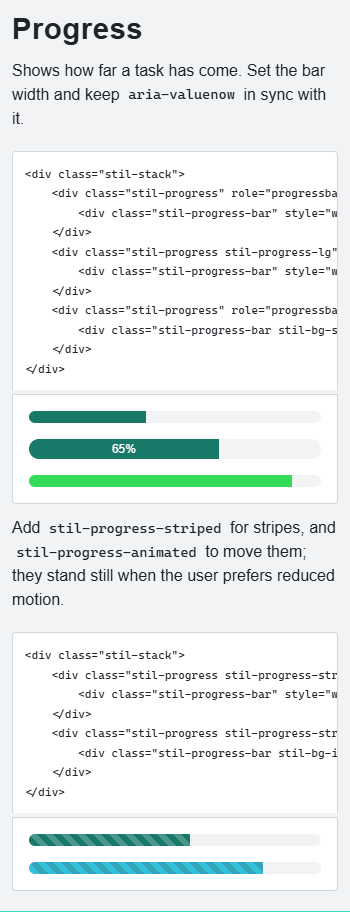 Progress
Shows how far a task has come. Set the bar
width and keep aria-valuenow in sync with
it.
<div class="stil-stack">
<div class="stil-progress" role="progressba
<div class="stil-progress-bar" style="w
</div>
<div class="stil-progress stil-progress-lg"
<div class="stil-progress-bar" style="w
</div>
<div class="stil-progress" role="progressba
<div class="stil-progress-bar stil-bg-s
</div>
</div>
65%
Add stil-progress-striped for stripes, and
stil-progress-animated to move them;
they stand still when the user prefers reduced
motion.
<div class="stil-stack">
<div class="stil-progress stil-progress-str
<div class="stil-progress-bar" style="w
</div>
<div class="stil-progress stil-progress-str
<div class="stil-progress-bar stil-bg-i
</div>
</div>